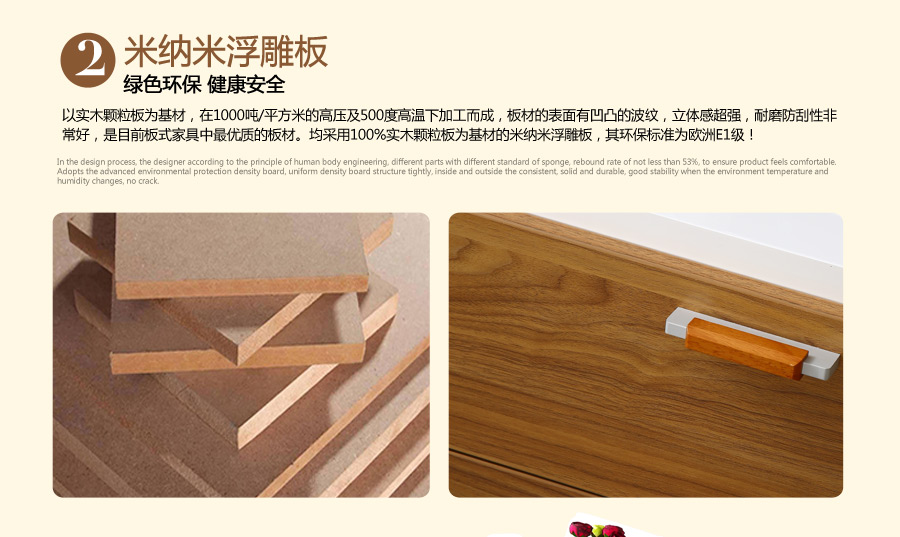 2 米纳米浮雕板
绿色环保 健康安全
以实木颗粒板为基材，在1000吨/平方米的高压及500度高温下加工而成，板材的表面有凹凸的波纹，立体感超强，耐磨防刮性非
常好，是目前板式家具中最优质的板材。均采用100%实木颗粒板为基材的米纳米浮雕板，其环保标准为欧洲E1级！
In the design process, the designer according to the principle of human body engineering, different parts with different standard of sponge, rebound rate of not less than 53%, to ensure product feels comfortable.
Adopts the advanced environmental protection density board, uniform density board structure tightly, inside and outside the consistent, solid and durable, good stability when the environment temperature and
humidity changes, no crack.